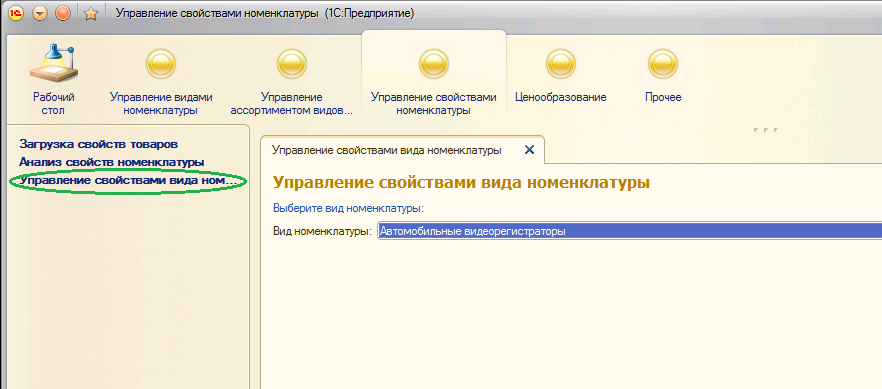 1С Управление свойствами номенклатуры (1С:Предприятие)
Рабочий стол
Управление видами номенклатуры
Управление ассортиментом видов...
Управление свойствами номенклатуры
Ценообразование
Прочее
Загрузка свойств товаров
Анализ свойств номенклатуры
Управление свойствами вида ном...
Управление свойствами вида номенклатуры
Управление свойствами вида номенклатуры
Выберите вид номенклатуры:
Вид номенклатуры: Автомобильные видеорегистраторы